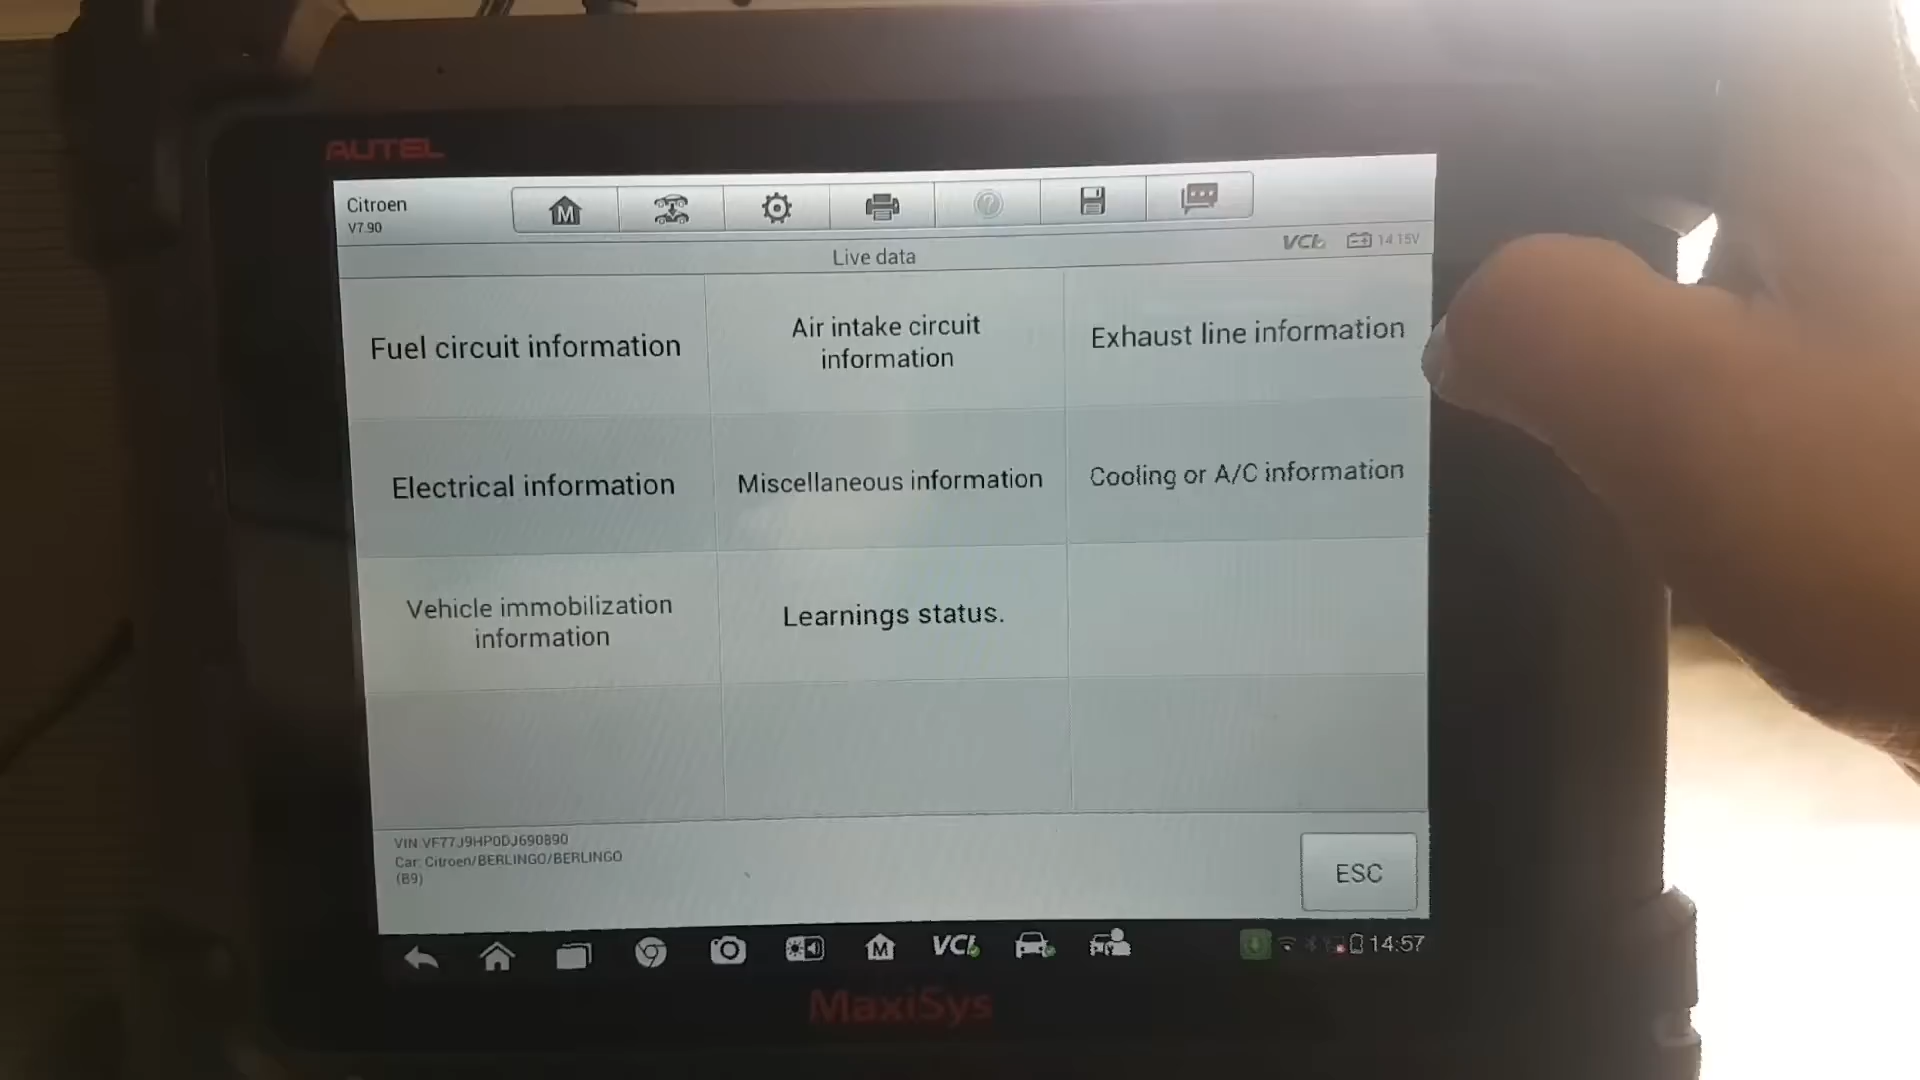 AUTEL
Citroen
V7.90
M
?
VCI
14.15V
Live data
Fuel circuit information
Air intake circuit
information
Exhaust line information
Electrical information
Miscellaneous information
Cooling or A/C information
Vehicle immobilization
information
Learnings status.
VIN:VF77J9HP0DJ690890
Car: Citroen/BERLINGO/BERLINGO
(B9)
ESC
M
VCI
14:57
MaxiSys